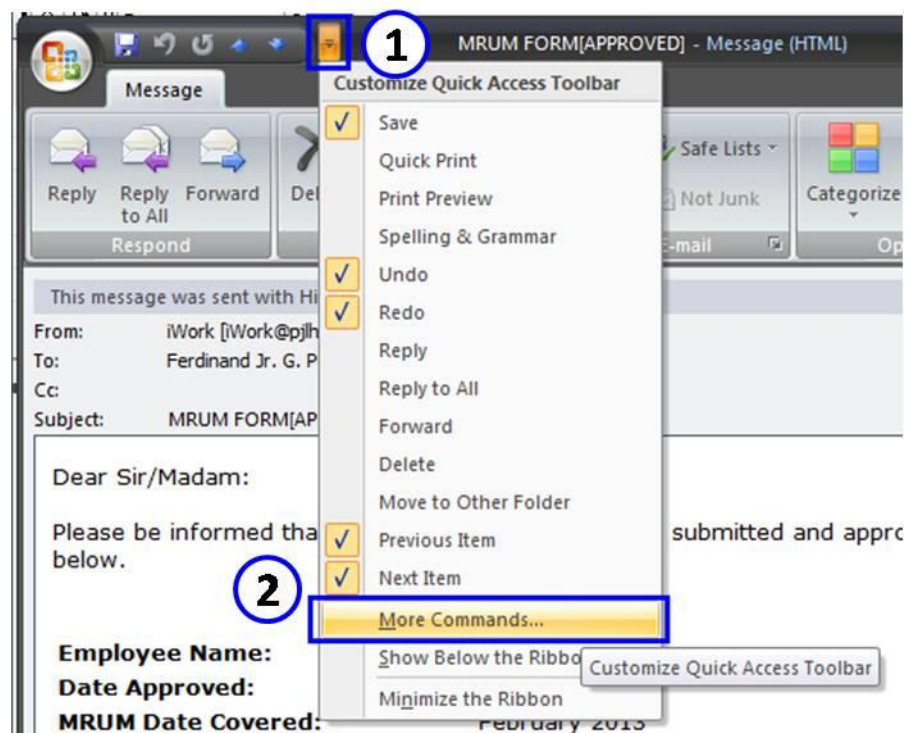 1
MRUM FORM[APPROVED] - Message (HTML)
Message
Customize Quick Access Toolbar
Save
Quick Print
Print Preview
Spelling & Grammar
Undo
Redo
Reply
Reply to All
Forward
Delete
Move to Other Folder
Previous Item
Next Item
2
More Commands...
Show Below the Ribbo
Minimize the Ribbon
Customize Quick Access Toolbar
Reply
Reply to All
Forward
Del
Respond
Safe Lists
Not Junk
-mail
Categorize
Op
This message was sent with Hi
From: iWork [iWork@pjlh
To: Ferdinand Jr. G. P
Cc:
Subject: MRUM FORM[AP
Dear Sir/Madam:
Please be informed tha submitted and appro
below.
Employee Name:
Date Approved:
MRUM Date Covered: February 2013